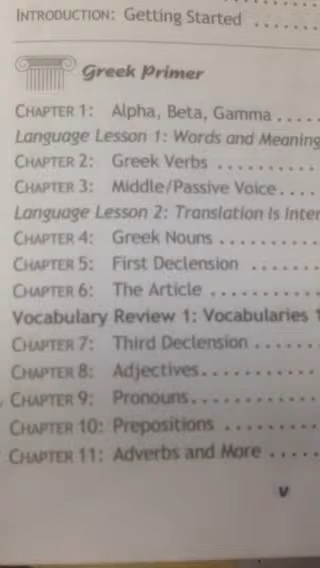 INTRODUCTION: Getting Started ........
Greek Primer
CHAPTER 1: Alpha, Beta, Gamma .....
Language Lesson 1: Words and Meaning
CHAPTER 2: Greek Verbs ...........
CHAPTER 3: Middle/Passive Voice....
Language Lesson 2: Translation Is
CHAPTER 4: Greek Nouns ..........
CHAPTER 5: First Declension .......
CHAPTER 6: The Article ...........
Vocabulary Review 1: Vocabularies 1
CHAPTER 7: Third Declension .......
CHAPTER 8: Adjectives............
CHAPTER 9: Pronouns.............
CHAPTER 10: Prepositions ..........
CHAPTER 11: Adverbs and More .....
v